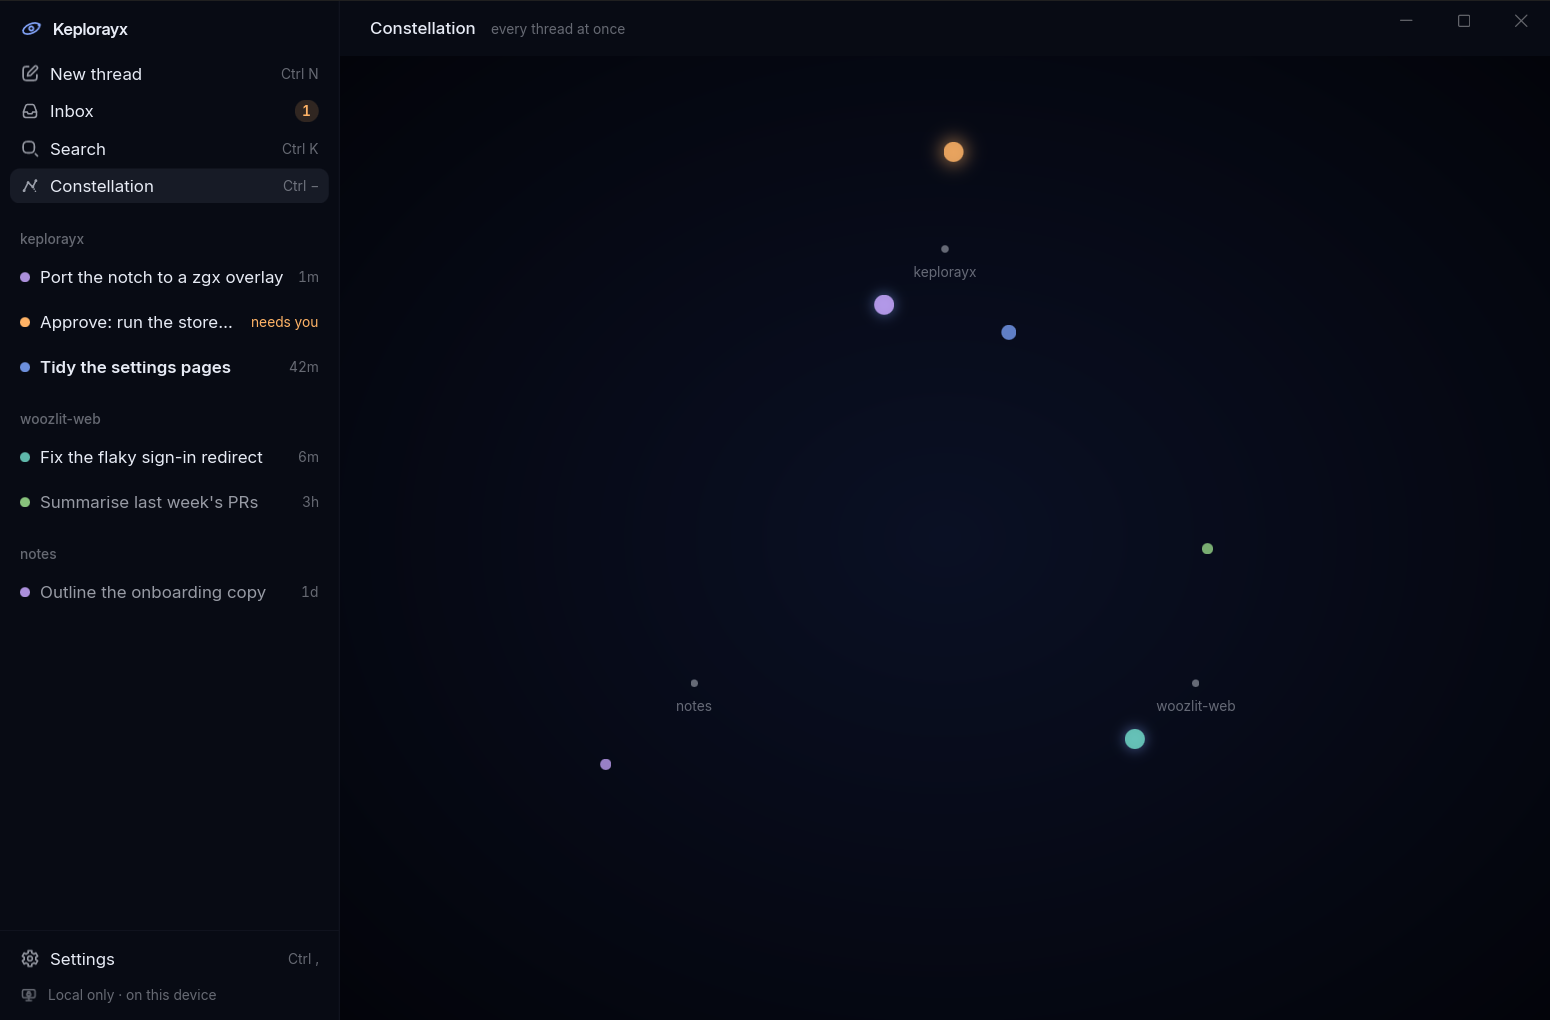 Keplorayx
New thread Ctrl N
Inbox 1
Search Ctrl K
Constellation Ctrl –
keplorayx
Port the notch to a zgx overlay 1m
Approve: run the store... needs you
Tidy the settings pages 42m
woozlit-web
Fix the flaky sign-in redirect 6m
Summarise last week's PRs 3h
notes
Outline the onboarding copy 1d
Settings Ctrl ,
Local only · on this device
Constellation every thread at once
keplorayx
notes
woozlit-web